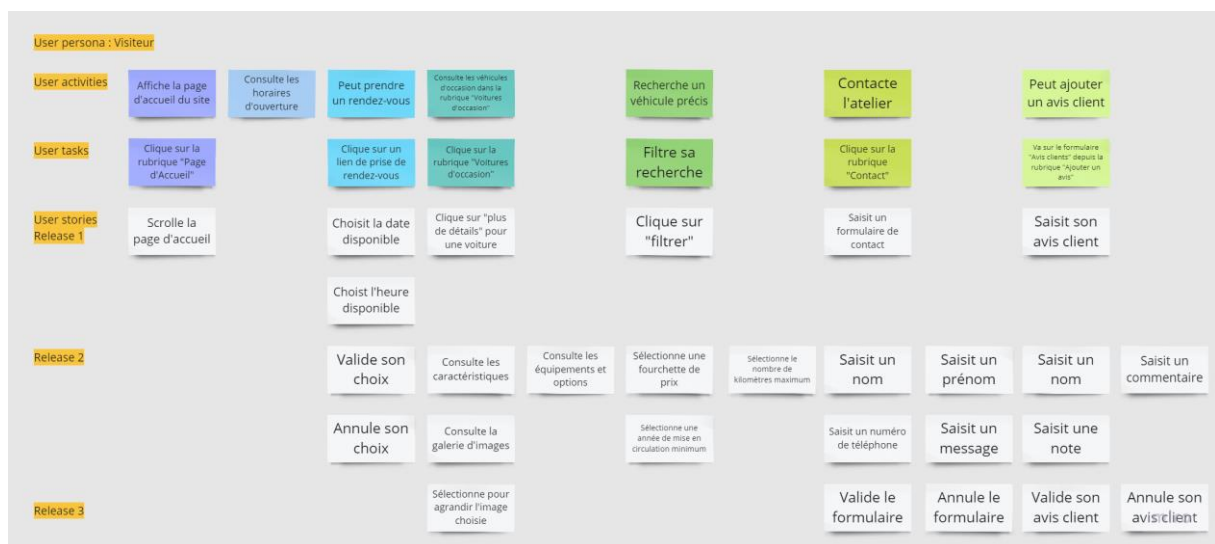 User persona : Visiteur
User activities
Affiche la page
d'accueil du site
Consulte les
horaires
d'ouverture
Peut prendre
un rendez-vous
Consulte les véhicules
d'occasion dans la
rubrique "Voitures
d'occasion"
Recherche un
véhicule précis
Contacte
l'atelier
Peut ajouter
un avis client
User tasks
Clique sur la
rubrique "Page
d'Accueil"
Clique sur un
lien de prise de
rendez-vous
Clique sur la
rubrique "Voitures
d'occasion"
Filtre sa
recherche
Clique sur la
rubrique
"Contact"
Va sur le formulaire
"Avis clients" depuis la
rubrique "Ajouter un
avis"
User stories
Release 1
Scrolle la
page d'accueil
Choisit la date
disponible
Clique sur "plus
de détails" pour
une voiture
Clique sur
"filtrer"
Saisit un
formulaire de
contact
Saisit son
avis client
Choist l'heure
disponible
Release 2
Valide son
choix
Consulte les
caractéristiques
Consulte les
équipements et
options
Sélectionne une
fourchette de
prix
Sélectionne le
nombre de
kilomètres maximum
Saisit un
nom
Saisit un
prénom
Saisit un
nom
Saisit un
commentaire
Annule son
choix
Consulte la
galerie d'images
Sélectionne une
année de mise en
circulation minimum
Saisit un numéro
de téléphone
Saisit un
message
Saisit une
note
Release 3
Sélectionne pour
agrandir l'image
choisie
Valide le
formulaire
Annule le
formulaire
Valide son
avis client
Annule son
avis client
miro